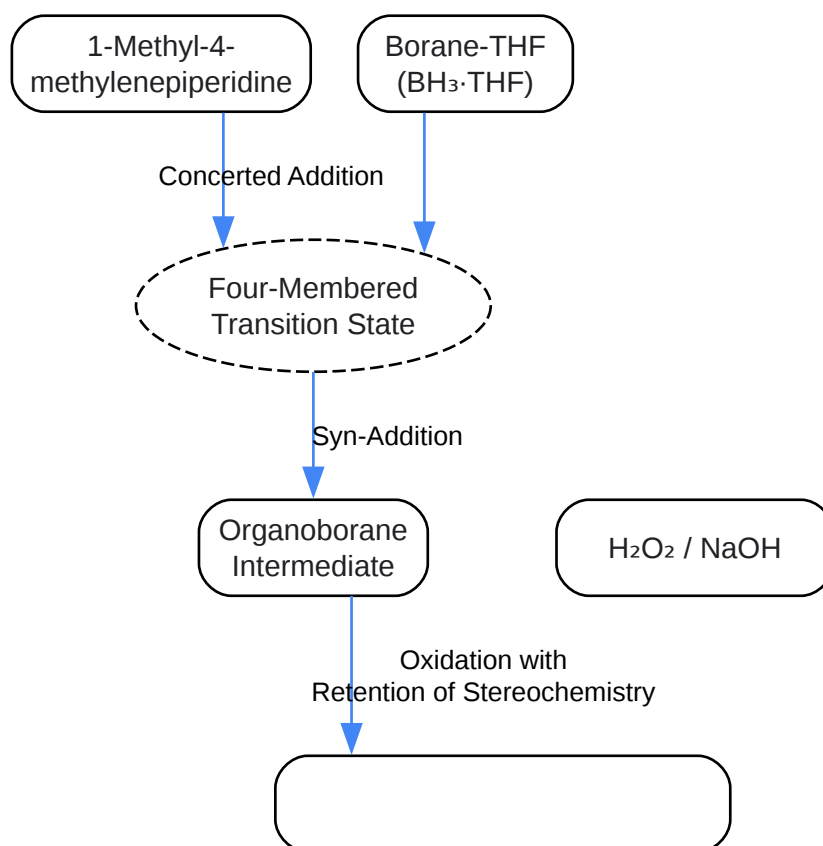 1-Methyl-4-
methylenepiperidine
Borane-THF
(BH₃·THF)
Concerted Addition
Four-Membered
Transition State
Syn-Addition
Organoborane
Intermediate
H₂O₂ / NaOH
Oxidation with
Retention of Stereochemistry